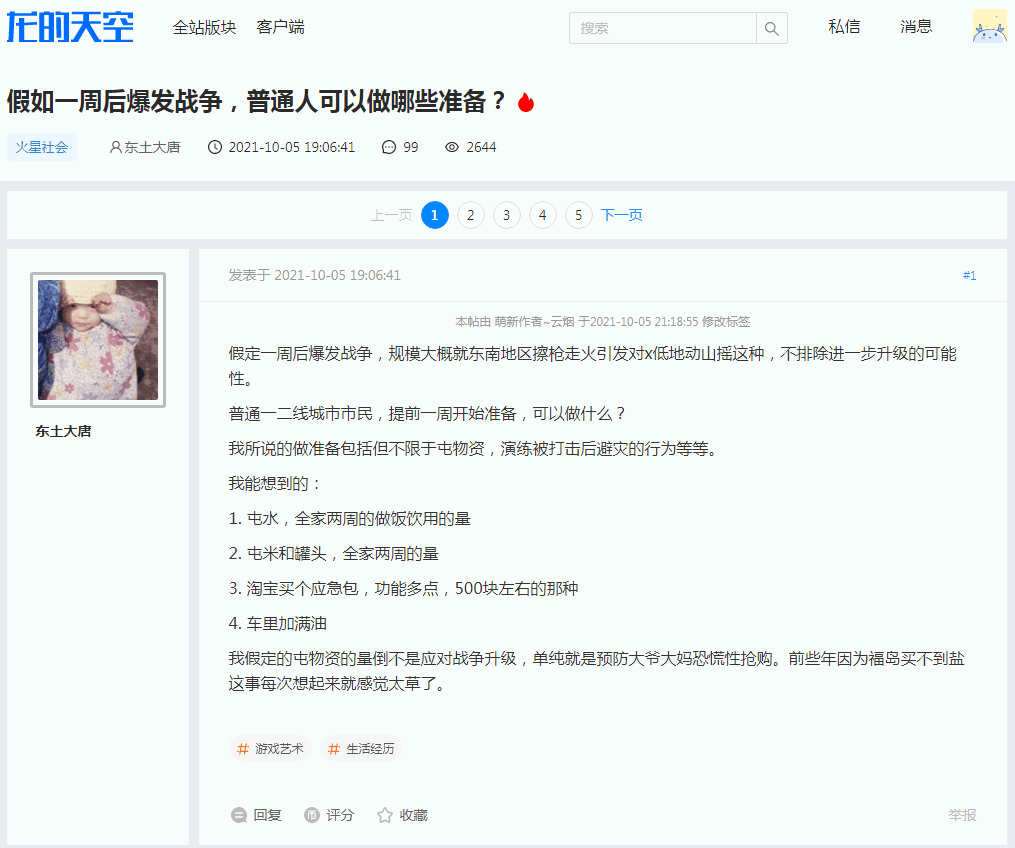 龙的天空 全站版块 客户端 搜索 私信 消息
假如一周后爆发战争，普通人可以做哪些准备？
火星社会 东土大唐 2021-10-05 19:06:41 99 2644
上一页 1 2 3 4 5 下一页
发表于 2021-10-05 19:06:41 #1
本帖由 萌新作者~云烟 于2021-10-05 21:18:55 修改标签
东土大唐
假定一周后爆发战争，规模大概就东南地区擦枪走火引发对x低地动山摇这种，不排除进一步升级的可能
性。
普通一二线城市市民，提前一周开始准备，可以做什么？
我所说的做准备包括但不限于屯物资，演练被打击后避灾的行为等等。
我能想到的：
1. 屯水，全家两周的做饭饮用的量
2. 屯米和罐头，全家两周的量
3. 淘宝买个应急包，功能多点，500块左右的那种
4. 车里加满油
我假定的屯物资的量倒不是应对战争升级，单纯就是预防大爷大妈恐慌性抢购。前些年因为福岛买不到盐
这事每次想起来就感觉太草了。
# 游戏艺术 # 生活经历
回复 币 评分 收藏 举报